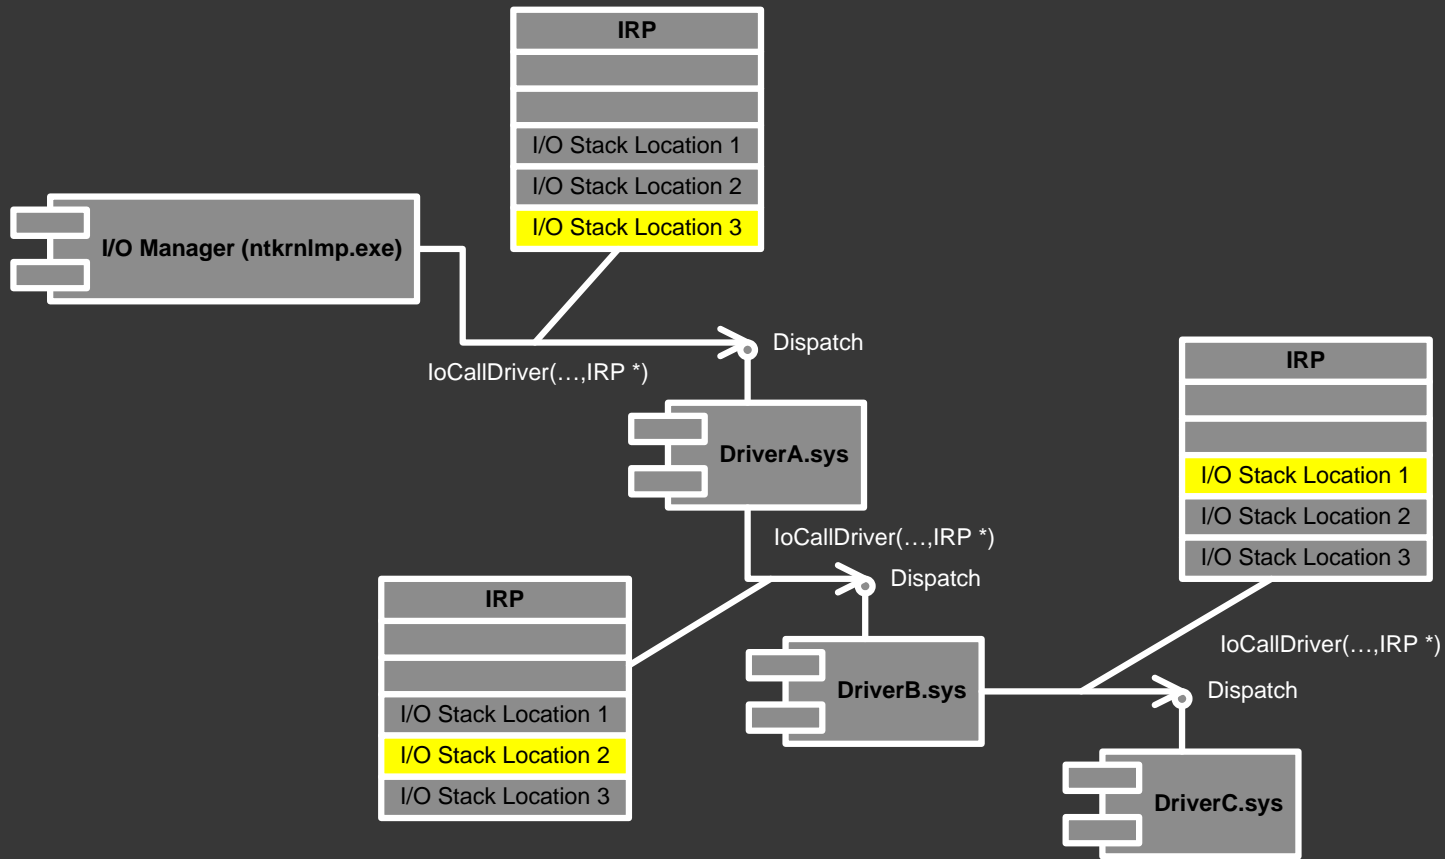 IRP
I/O Stack Location 1
I/O Stack Location 2
I/O Stack Location 3
I/O Manager (ntkrnlmp.exe)
Dispatch
IoCallDriver(…,IRP *)
DriverA.sys
IRP
I/O Stack Location 1
I/O Stack Location 2
I/O Stack Location 3
IoCallDriver(…,IRP *)
Dispatch
IRP
I/O Stack Location 1
I/O Stack Location 2
I/O Stack Location 3
DriverB.sys
IoCallDriver(…,IRP *)
Dispatch
DriverC.sys